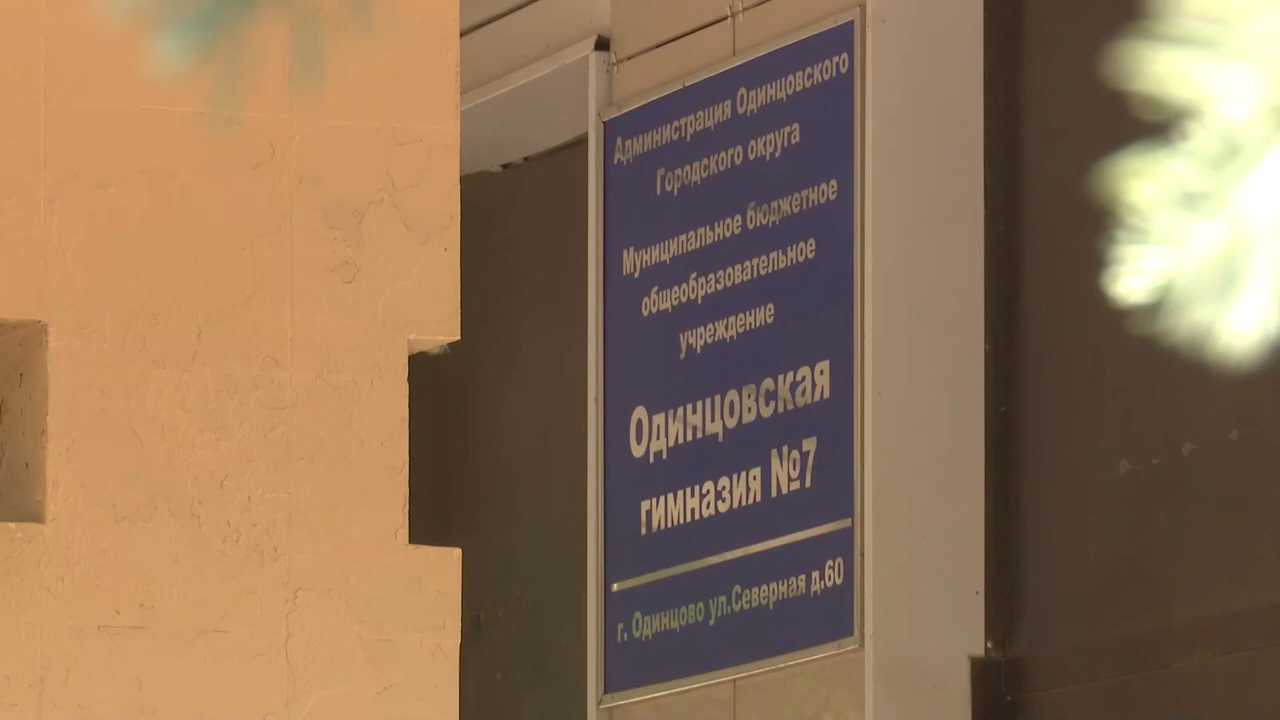 Администрация Одинцовского
Городского округа
Муниципальное бюджетное
общеобразовательное
учреждение
Одинцовская
гимназия №7
г. Одинцово ул.Северная д.60